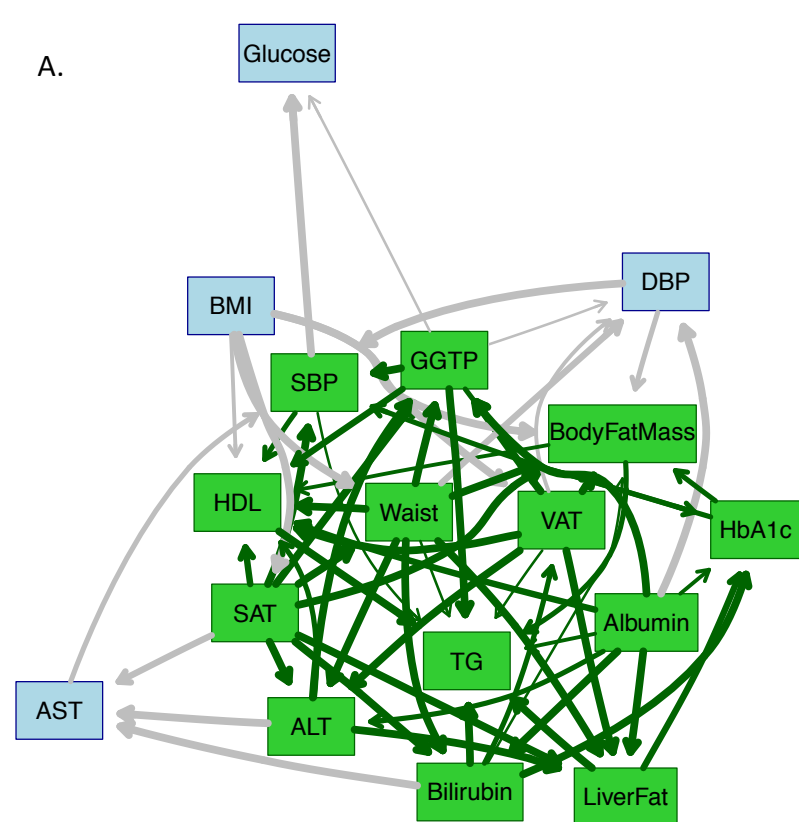 Glucose
A.
DBP
BMI
GGTP
SBP
BodyFatMass
HDL
Waist
VAT
HbA1c
SAT
Albumin
TG
AST
ALT
Bilirubin
LiverFat